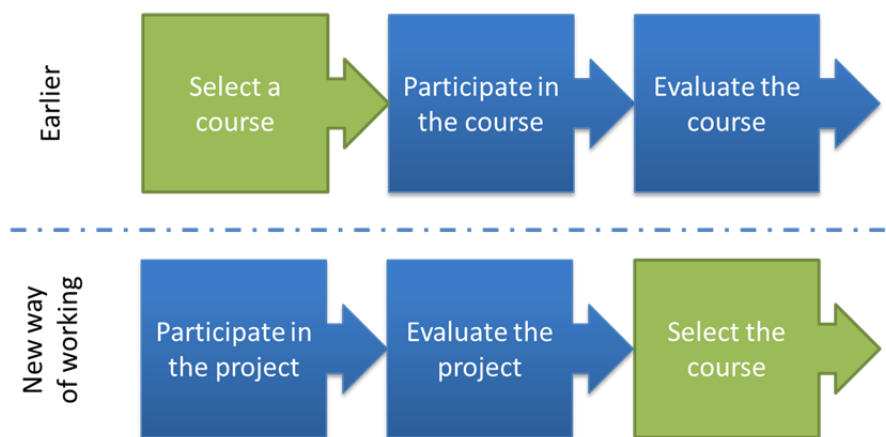 Earlier
Select a
course
Participate in
the course
Evaluate the
course
New way
of working
Participate in
the project
Evaluate the
project
Select the
course